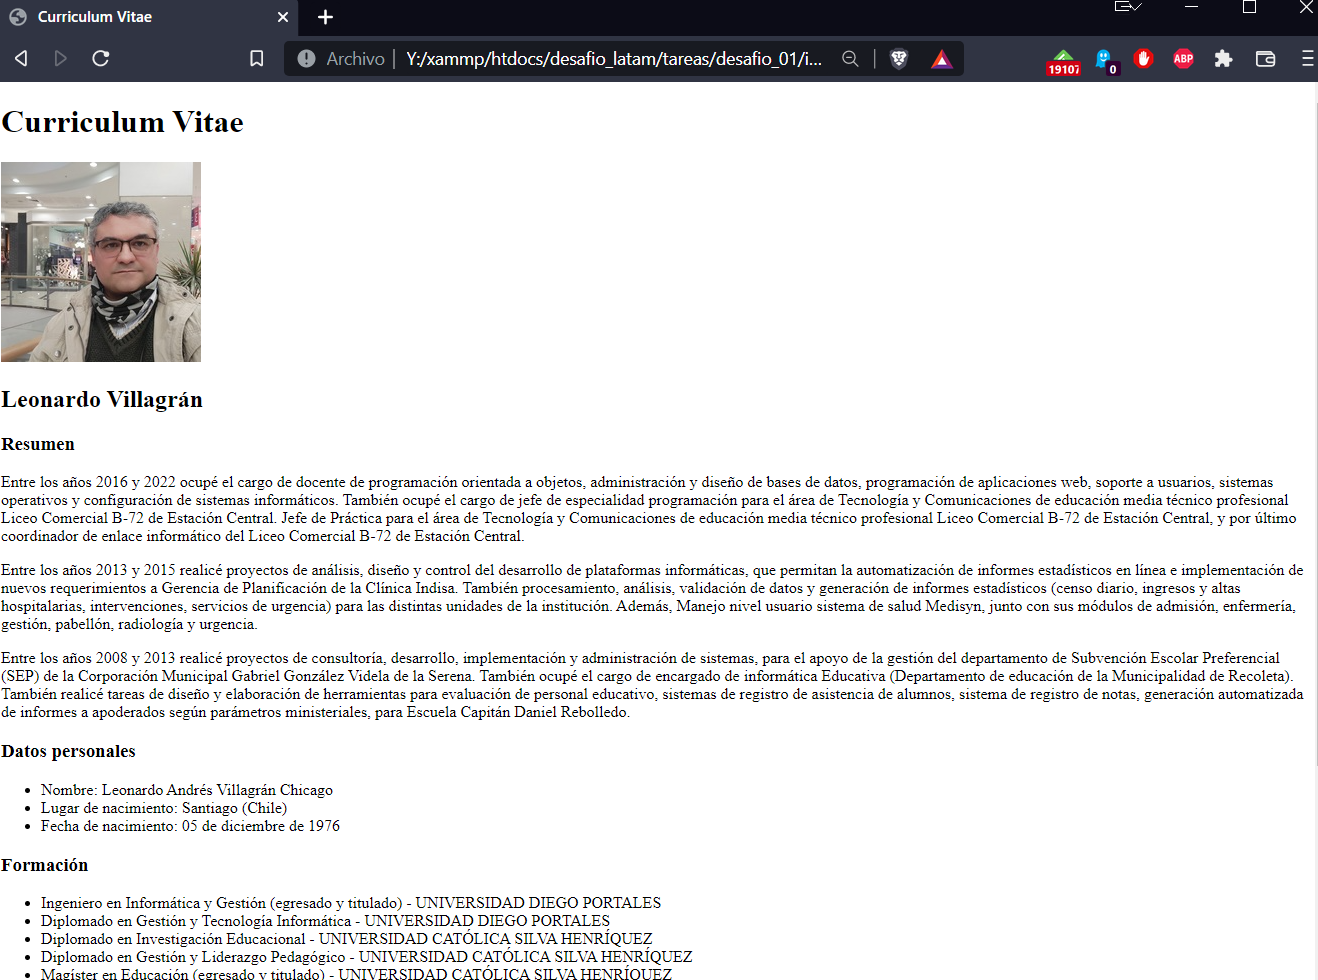 Curriculum Vitae
Archivo | Y:/xammp/htdocs/desafio_latam/tareas/desafio_01/i...
19107
0
ABP
Curriculum Vitae
Leonardo Villagrán
Resumen
Entre los años 2016 y 2022 ocupé el cargo de docente de programación orientada a objetos, administración y diseño de bases de datos, programación de aplicaciones web, soporte a usuarios, sistemas
operativos y configuración de sistemas informáticos. También ocupé el cargo de jefe de especialidad programación para el área de Tecnología y Comunicaciones de educación media técnico profesional
Liceo Comercial B-72 de Estación Central. Jefe de Práctica para el área de Tecnología y Comunicaciones de educación media técnico profesional Liceo Comercial B-72 de Estación Central, y por último
coordinador de enlace informático del Liceo Comercial B-72 de Estación Central.
Entre los años 2013 y 2015 realicé proyectos de análisis, diseño y control del desarrollo de plataformas informáticas, que permitan la automatización de informes estadísticos en línea e implementación de
nuevos requerimientos a Gerencia de Planificación de la Clínica Indisa. También procesamiento, análisis, validación de datos y generación de informes estadísticos (censo diario, ingresos y altas
hospitalarias, intervenciones, servicios de urgencia) para las distintas unidades de la institución. Además, Manejo nivel usuario sistema de salud Medisyn, junto con sus módulos de admisión, enfermería,
gestión, pabellón, radiología y urgencia.
Entre los años 2008 y 2013 realicé proyectos de consultoría, desarrollo, implementación y administración de sistemas, para el apoyo de la gestión del departamento de Subvención Escolar Preferencial
(SEP) de la Corporación Municipal Gabriel González Videla de la Serena. También ocupé el cargo de encargado de informática Educativa (Departamento de educación de la Municipalidad de Recoleta).
También realicé tareas de diseño y elaboración de herramientas para evaluación de personal educativo, sistemas de registro de asistencia de alumnos, sistema de registro de notas, generación automatizada
de informes a apoderados según parámetros ministeriales, para Escuela Capitán Daniel Rebolledo.
Datos personales
• Nombre: Leonardo Andrés Villagrán Chicago
• Lugar de nacimiento: Santiago (Chile)
• Fecha de nacimiento: 05 de diciembre de 1976
Formación
• Ingeniero en Informática y Gestión (egresado y titulado) - UNIVERSIDAD DIEGO PORTALES
• Diplomado en Gestión y Tecnología Informática - UNIVERSIDAD DIEGO PORTALES
• Diplomado en Investigación Educacional - UNIVERSIDAD CATÓLICA SILVA HENRÍQUEZ
• Diplomado en Gestión y Liderazgo Pedagógico - UNIVERSIDAD CATÓLICA SILVA HENRÍQUEZ
• Magíster en Educación (egresado y titulado) - UNIVERSIDAD CATÓLICA SILVA HENRÍQUEZ